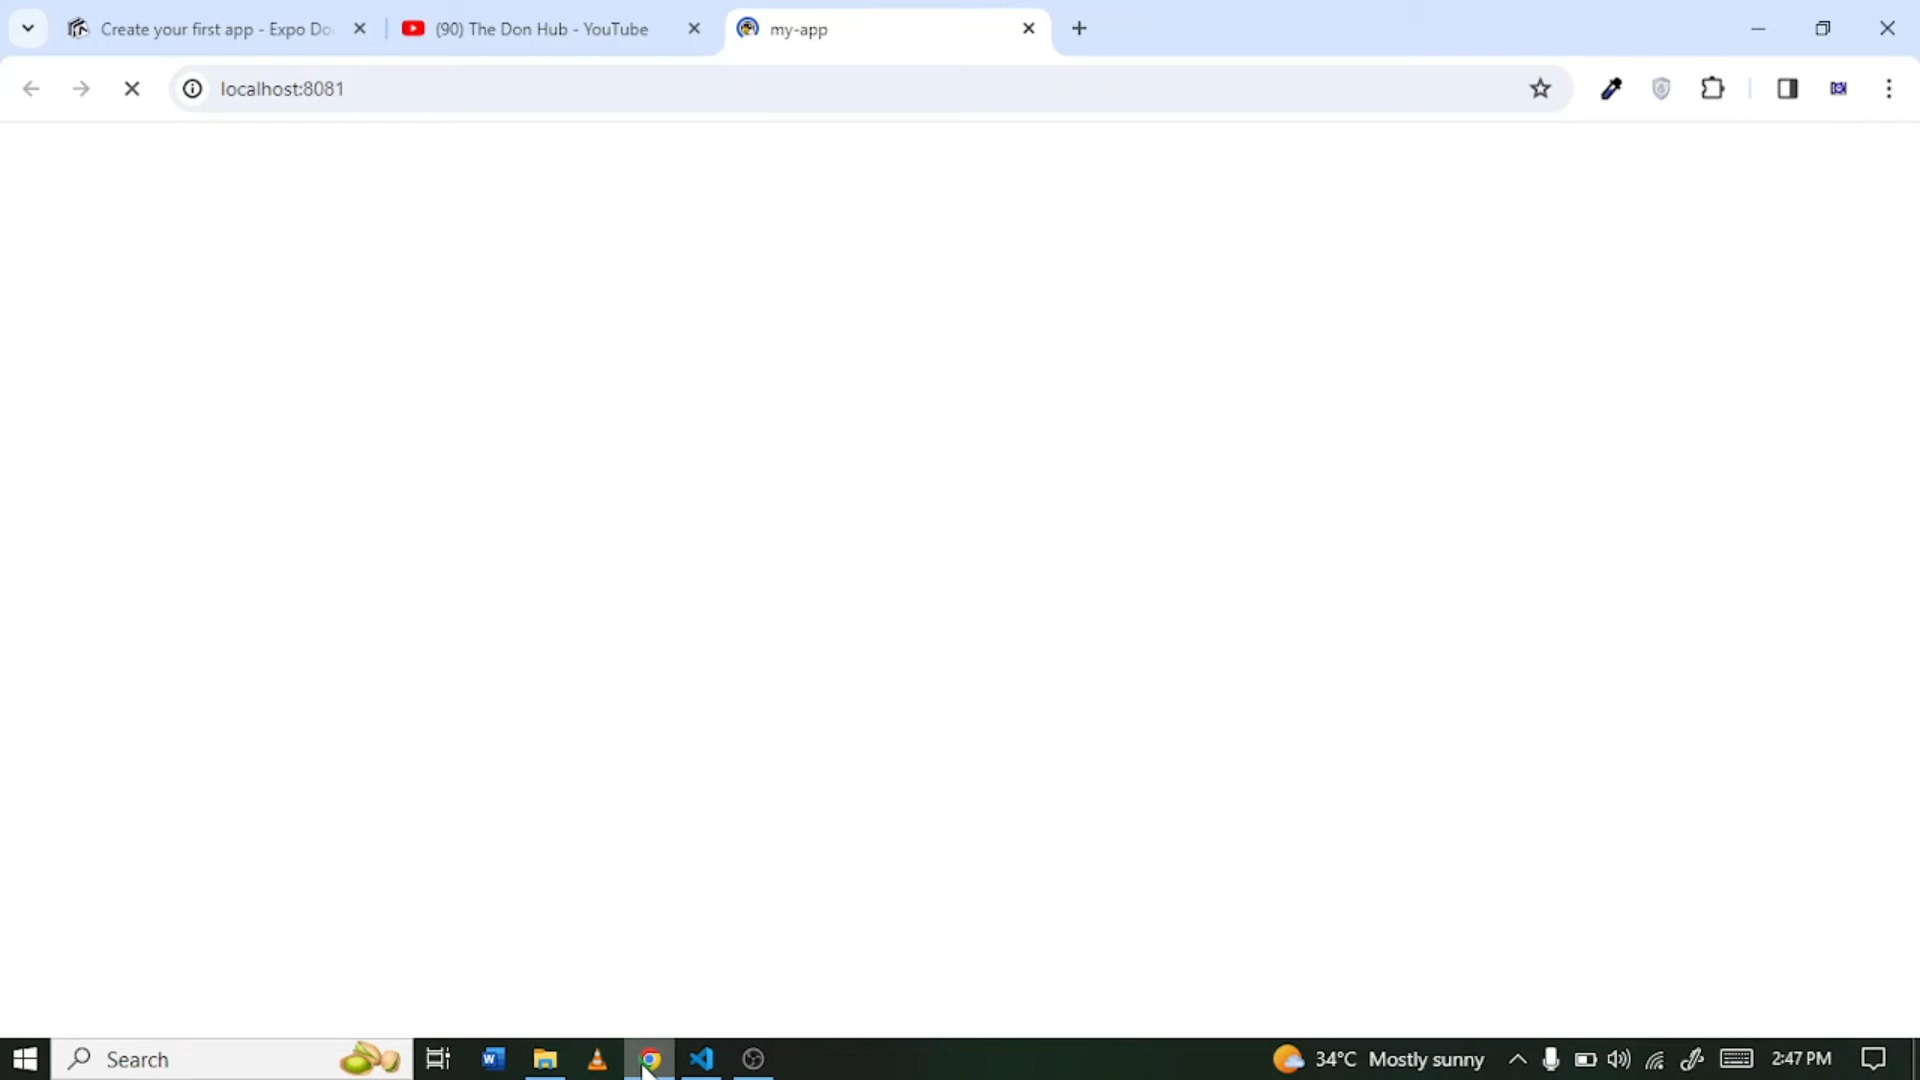 Create your first app - Expo Do
(90) The Don Hub - YouTube
my-app
localhost:8081
Search
34°C Mostly sunny
2:47 PM